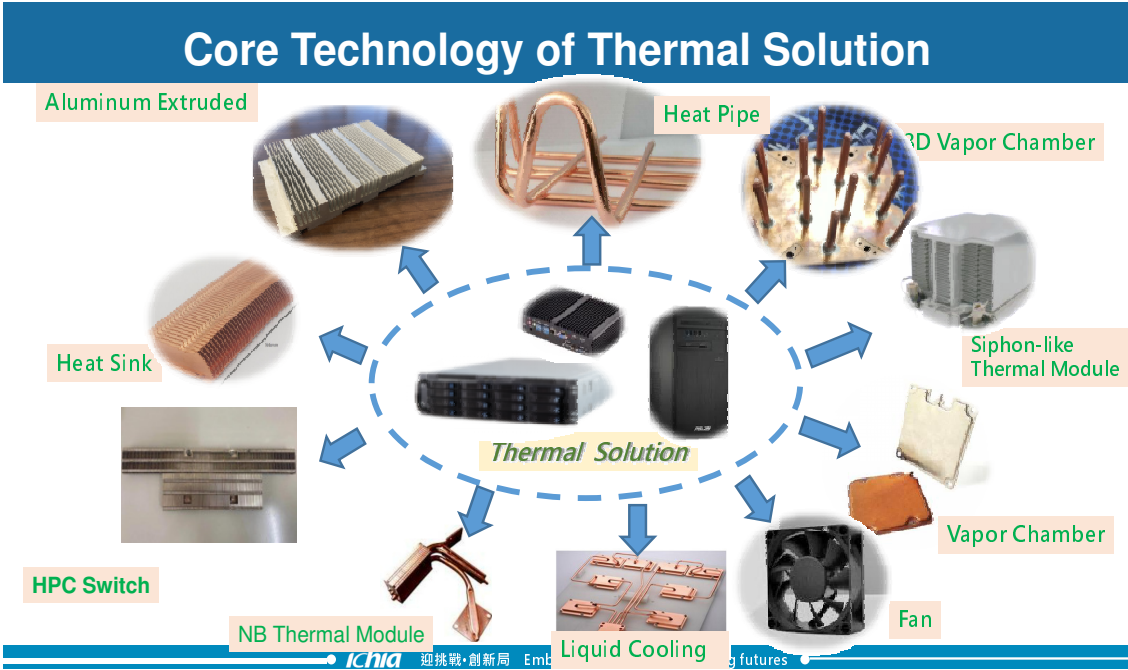 Core Technology of Thermal Solution
Aluminum Extruded
Heat Pipe
3D Vapor Chamber
Heat Sink
Siphon-like
Thermal Module
Thermal Solution
Vapor Chamber
HPC Switch
Fan
NB Thermal Module
Liquid Cooling
ichia 迎挑戰•創新局 futures